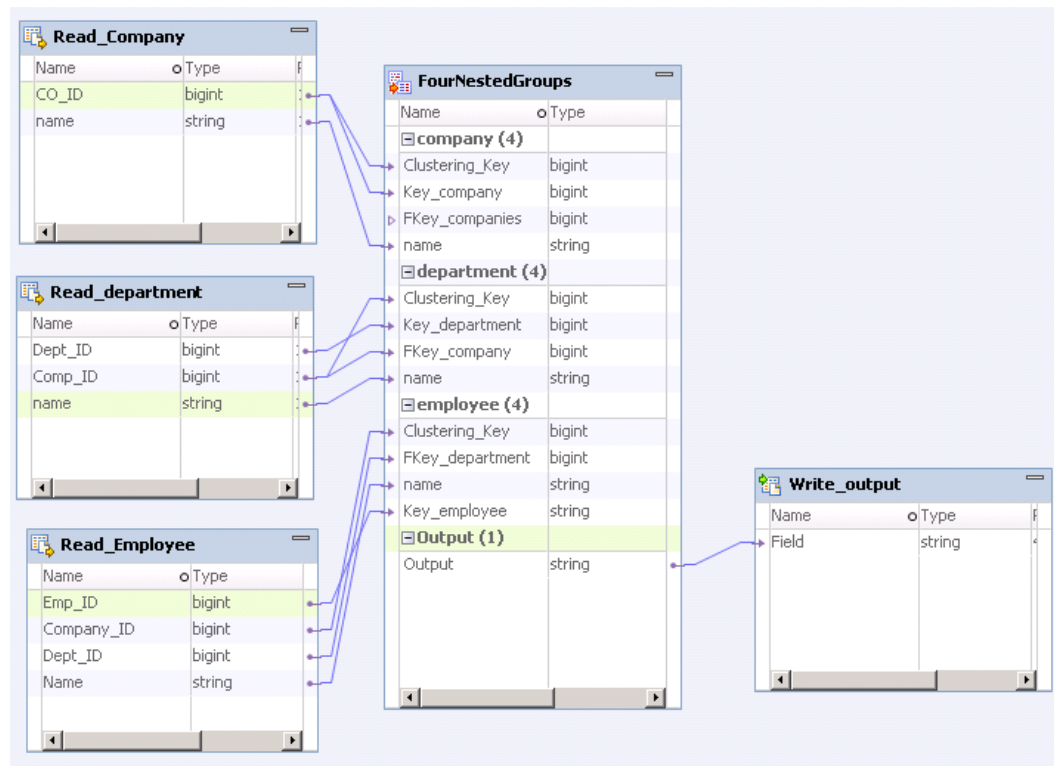 Read_Company
Name Type
CO_ID bigint
name string
FourNestedGroups
Name Type
company (4)
Clustering_Key bigint
Key_company bigint
FKey_companies bigint
name string
department (4)
Clustering_Key bigint
Key_department bigint
FKey_company bigint
name string
employee (4)
Clustering_Key bigint
FKey_department bigint
name string
Key_employee string
Output (1)
Output string
Read_department
Name Type
Dept_ID bigint
Comp_ID bigint
name string
Read_Employee
Name Type
Emp_ID bigint
Company_ID bigint
Dept_ID bigint
Name string
Write_output
Name Type
Field string